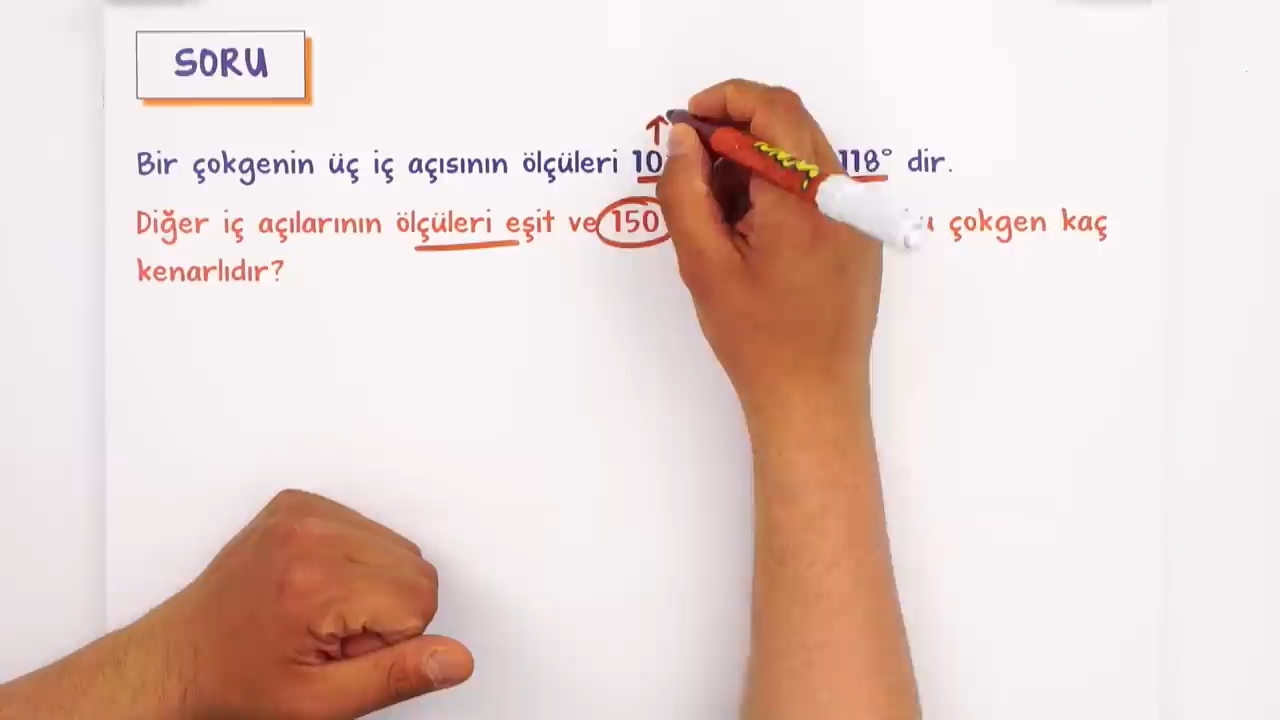 SORU
Bir çokgenin üç iç açısının ölçüleri 10 118° dir.
Diğer iç açılarının ölçüleri eşit ve 150 çokgen kaç
kenarlıdır?